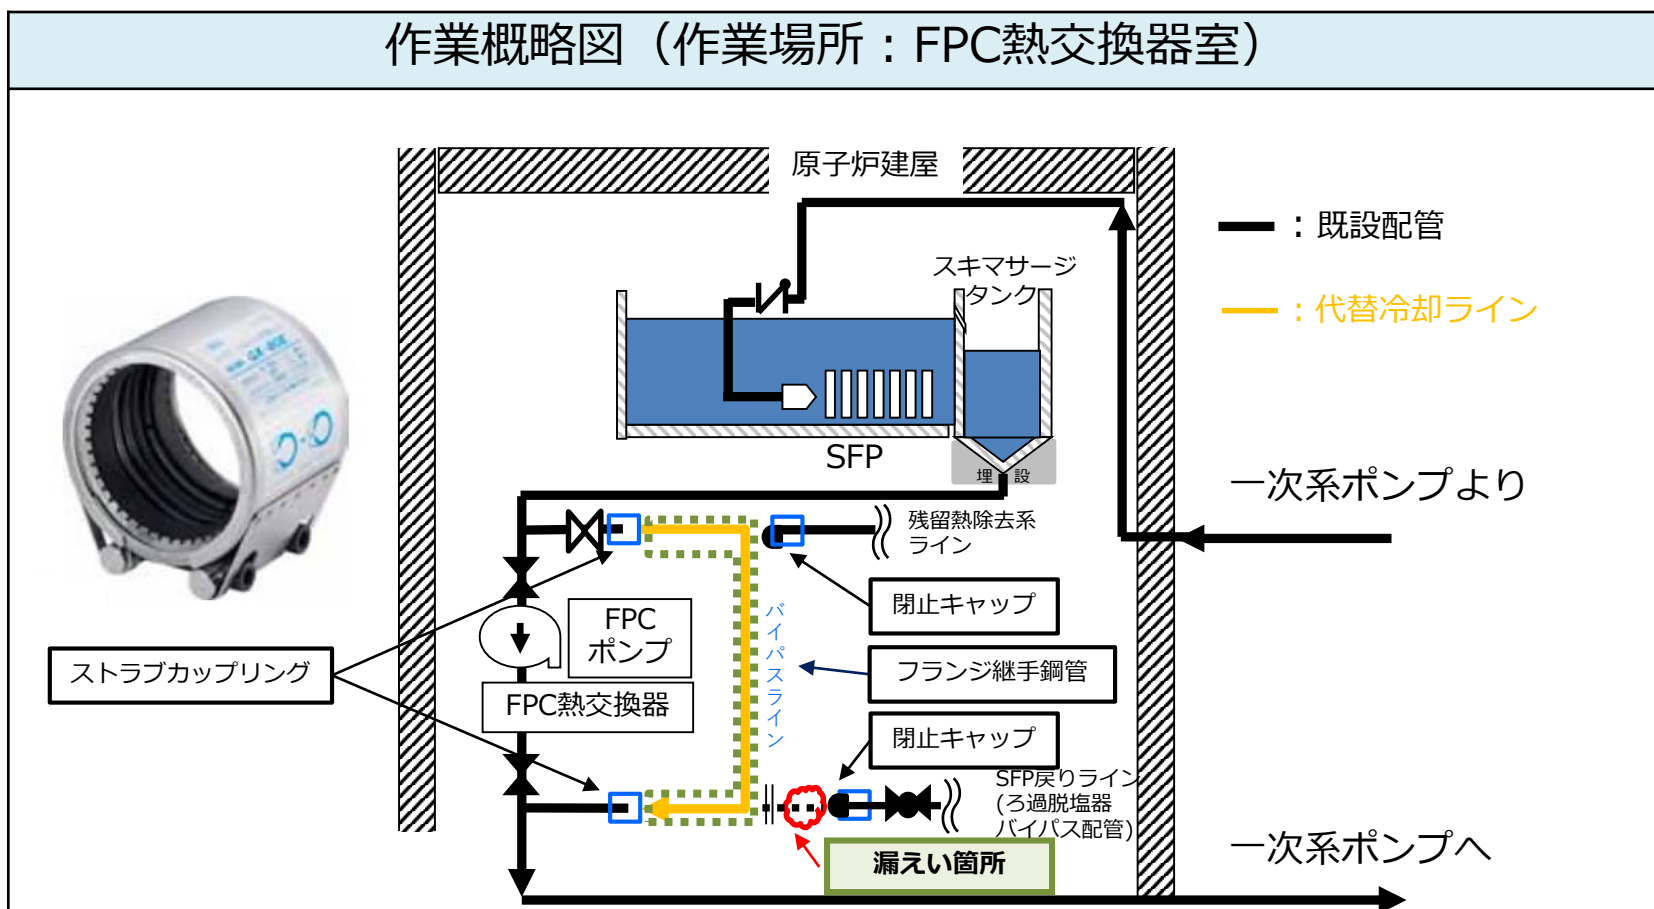 作業概略図（作業場所：FPC熱交換器室）
原子炉建屋
：既設配管
：代替冷却ライン
スキマサージ
タンク
SFP
埋 設
一次系ポンプより
残留熱除去系
ライン
閉止キャップ
バイパスライン
FPC
ポンプ
ストラブカップリング
フランジ継手鋼管
FPC熱交換器
閉止キャップ
SFP戻りライン
(ろ過脱塩器
バイパス配管)
漏えい箇所
一次系ポンプへ